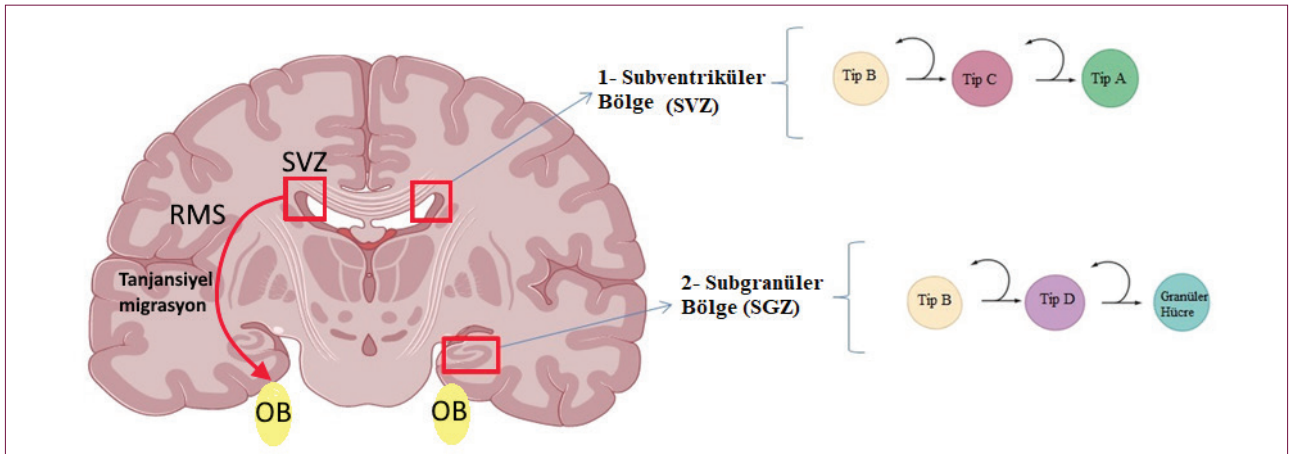 1- Subventriküler
Bölge (SVZ)
Tip B
Tip C
Tip A
SVZ
RMS
Tanjansiyel
migrasyon
2- Subgranüler
Bölge (SGZ)
Tip B
Tip D
Granüler
Hücre
OB
OB